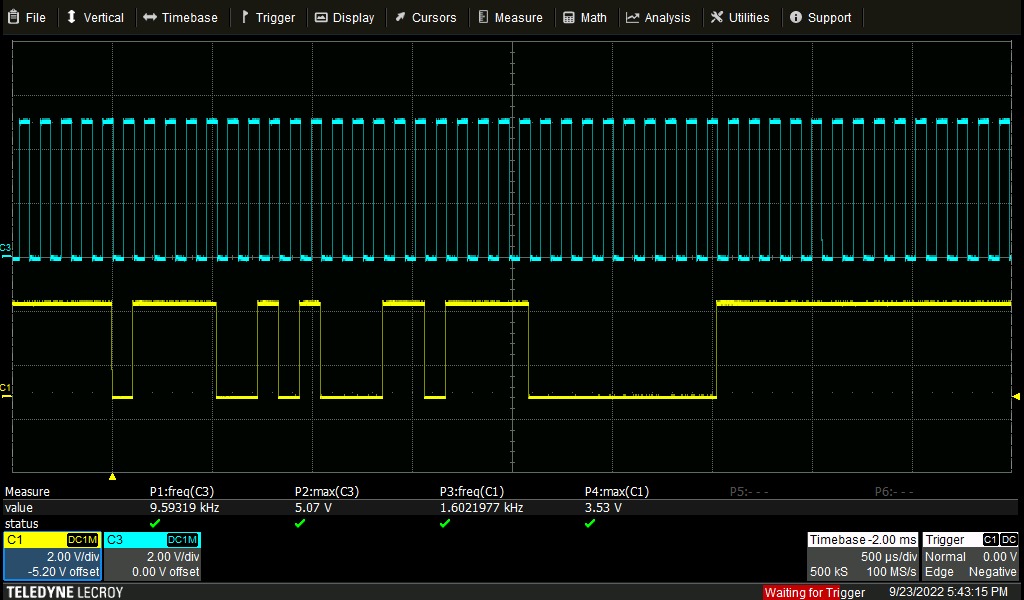 File Vertical Timebase Trigger Display Cursors Measure Math Analysis Utilities Support
C3
C1
Measure P1:freq(C3) P2:max(C3) P3:freq(C1) P4:max(C1) P5:- - - P6:- - -
value 9.59319 kHz 5.07 V 1.6021977 kHz 3.53 V
status
C1 DC1M C3 DC1M Timebase -2.00 ms Trigger C1 DC
2.00 V/div 2.00 V/div 500 µs/div Normal 0.00 V
-5.20 V offset 0.00 V offset 500 kS 100 MS/s Edge Negative
TELEDYNE LECROY Waiting for Trigger 9/23/2022 5:43:15 PM